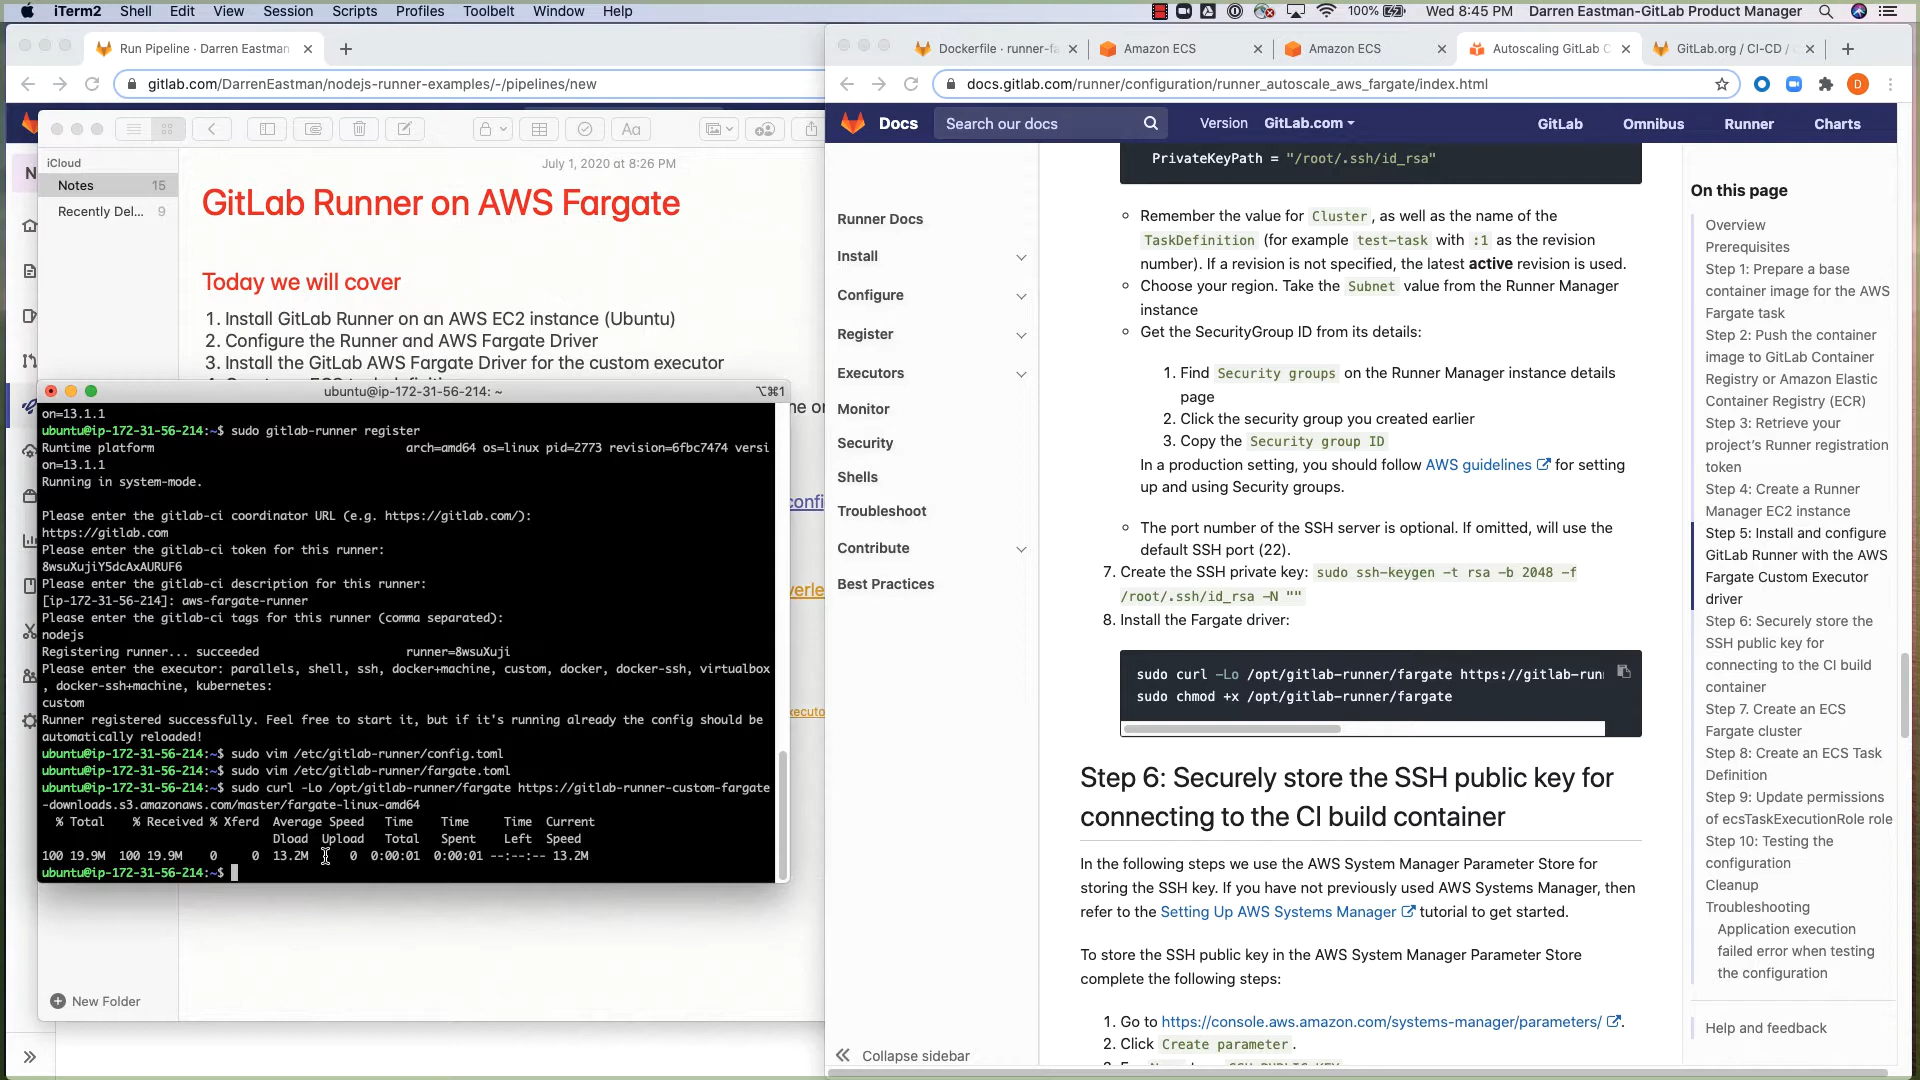 iTerm2 Shell Edit View Session Scripts Profiles Toolbelt Window Help
100% Wed 8:45 PM Darren Eastman-GitLab Product Manager
Run Pipeline · Darren Eastman
gitlab.com/DarrenEastman/nodejs-runner-examples/-/pipelines/new
iCloud
Notes 15
Recently Del... 9
New Folder
July 1, 2020 at 8:26 PM
GitLab Runner on AWS Fargate
Today we will cover
1. Install GitLab Runner on an AWS EC2 instance (Ubuntu)
2. Configure the Runner and AWS Fargate Driver
3. Install the GitLab AWS Fargate Driver for the custom executor
ubuntu@ip-172-31-56-214: ~ ⌥⌘1
on=13.1.1
ubuntu@ip-172-31-56-214:~$ sudo gitlab-runner register
Runtime platform arch=amd64 os=linux pid=2773 revision=6fbc7474 versi
on=13.1.1
Running in system-mode.
Please enter the gitlab-ci coordinator URL (e.g. https://gitlab.com/):
https://gitlab.com
Please enter the gitlab-ci token for this runner:
8wsuXujiY5dcAxAURUF6
Please enter the gitlab-ci description for this runner:
[ip-172-31-56-214]: aws-fargate-runner
Please enter the gitlab-ci tags for this runner (comma separated):
nodejs
Registering runner... succeeded runner=8wsuXuji
Please enter the executor: parallels, shell, ssh, docker+machine, custom, docker, docker-ssh, virtualbox
, docker-ssh+machine, kubernetes:
custom
Runner registered successfully. Feel free to start it, but if it's running already the config should be
automatically reloaded!
ubuntu@ip-172-31-56-214:~$ sudo vim /etc/gitlab-runner/config.toml
ubuntu@ip-172-31-56-214:~$ sudo vim /etc/gitlab-runner/fargate.toml
ubuntu@ip-172-31-56-214:~$ sudo curl -Lo /opt/gitlab-runner/fargate https://gitlab-runner-custom-fargate
-downloads.s3.amazonaws.com/master/fargate-linux-amd64
% Total % Received % Xferd Average Speed Time Time Time Current
Dload Upload Total Spent Left Speed
100 19.9M 100 19.9M 0 0 13.2M 0 0:00:01 0:00:01 --:--:-- 13.2M
ubuntu@ip-172-31-56-214:~$
Dockerfile · runner-fa
Amazon ECS
Amazon ECS
Autoscaling GitLab C
GitLab.org / CI-CD /
docs.gitlab.com/runner/configuration/runner_autoscale_aws_fargate/index.html
D
Docs Search our docs Version GitLab.com GitLab Omnibus Runner Charts
Runner Docs
Install
Configure
Register
Executors
Monitor
Security
Shells
Troubleshoot
Contribute
Best Practices
Collapse sidebar
PrivateKeyPath = "/root/.ssh/id_rsa"
Remember the value for Cluster, as well as the name of the
TaskDefinition (for example test-task with :1 as the revision
number). If a revision is not specified, the latest active revision is used.
Choose your region. Take the Subnet value from the Runner Manager
instance
Get the SecurityGroup ID from its details:
1. Find Security groups on the Runner Manager instance details
page
2. Click the security group you created earlier
3. Copy the Security group ID
In a production setting, you should follow AWS guidelines for setting
up and using Security groups.
The port number of the SSH server is optional. If omitted, will use the
default SSH port (22).
7. Create the SSH private key: sudo ssh-keygen -t rsa -b 2048 -f
/root/.ssh/id_rsa -N ""
8. Install the Fargate driver:
sudo curl -Lo /opt/gitlab-runner/fargate https://gitlab-run
sudo chmod +x /opt/gitlab-runner/fargate
Step 6: Securely store the SSH public key for
connecting to the CI build container
In the following steps we use the AWS System Manager Parameter Store for
storing the SSH key. If you have not previously used AWS Systems Manager, then
refer to the Setting Up AWS Systems Manager tutorial to get started.
To store the SSH public key in the AWS System Manager Parameter Store
complete the following steps:
1. Go to https://console.aws.amazon.com/systems-manager/parameters/.
2. Click Create parameter.
On this page
Overview
Prerequisites
Step 1: Prepare a base
container image for the AWS
Fargate task
Step 2: Push the container
image to GitLab Container
Registry or Amazon Elastic
Container Registry (ECR)
Step 3: Retrieve your
project's Runner registration
token
Step 4: Create a Runner
Manager EC2 instance
Step 5: Install and configure
GitLab Runner with the AWS
Fargate Custom Executor
driver
Step 6: Securely store the
SSH public key for
connecting to the CI build
container
Step 7. Create an ECS
Fargate cluster
Step 8: Create an ECS Task
Definition
Step 9: Update permissions
of ecsTaskExecutionRole role
Step 10: Testing the
configuration
Cleanup
Troubleshooting
Application execution
failed error when testing
the configuration
Help and feedback